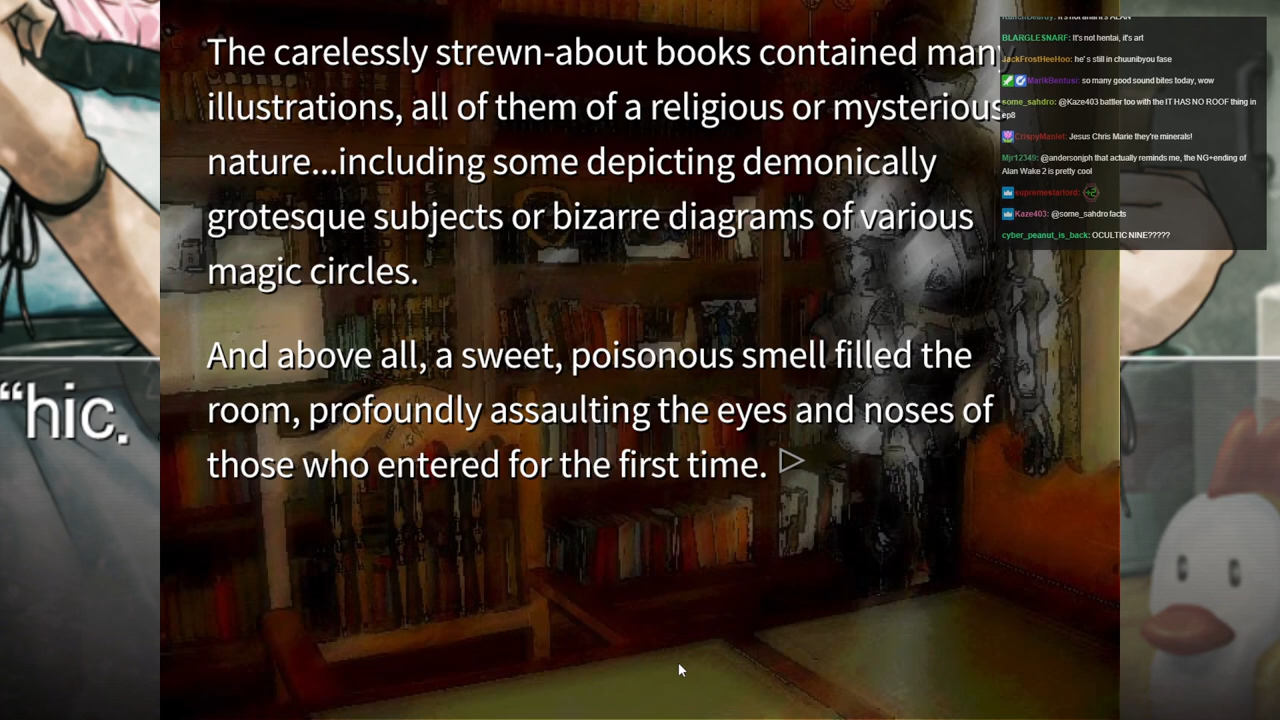 The carelessly strewn-about books contained many
illustrations, all of them of a religious or mysterious
nature...including some depicting demonically
grotesque subjects or bizarre diagrams of various
magic circles.
And above all, a sweet, poisonous smell filled the
room, profoundly assaulting the eyes and noses of
those who entered for the first time.
“hic.
BLARGLESNARF: It's not hentai, it's art
JackFrostHeeHoo: he's still in chuunibyou fase
MarikBentusi: so many good sound bites today, wow
some_sahdro: @Kaze403 battler too with the IT HAS NO ROOF thing in
ep8
CrispyManlet: Jesus Chris Marie they're minerals!
Mjr12349: @andersonjph that actually reminds me, the NG+ending of
Alan Wake 2 is pretty cool
supremestarlord: +2
Kaze403: @some_sahdro facts
cyber_peanut_is_back: OCULTIC NINE?????